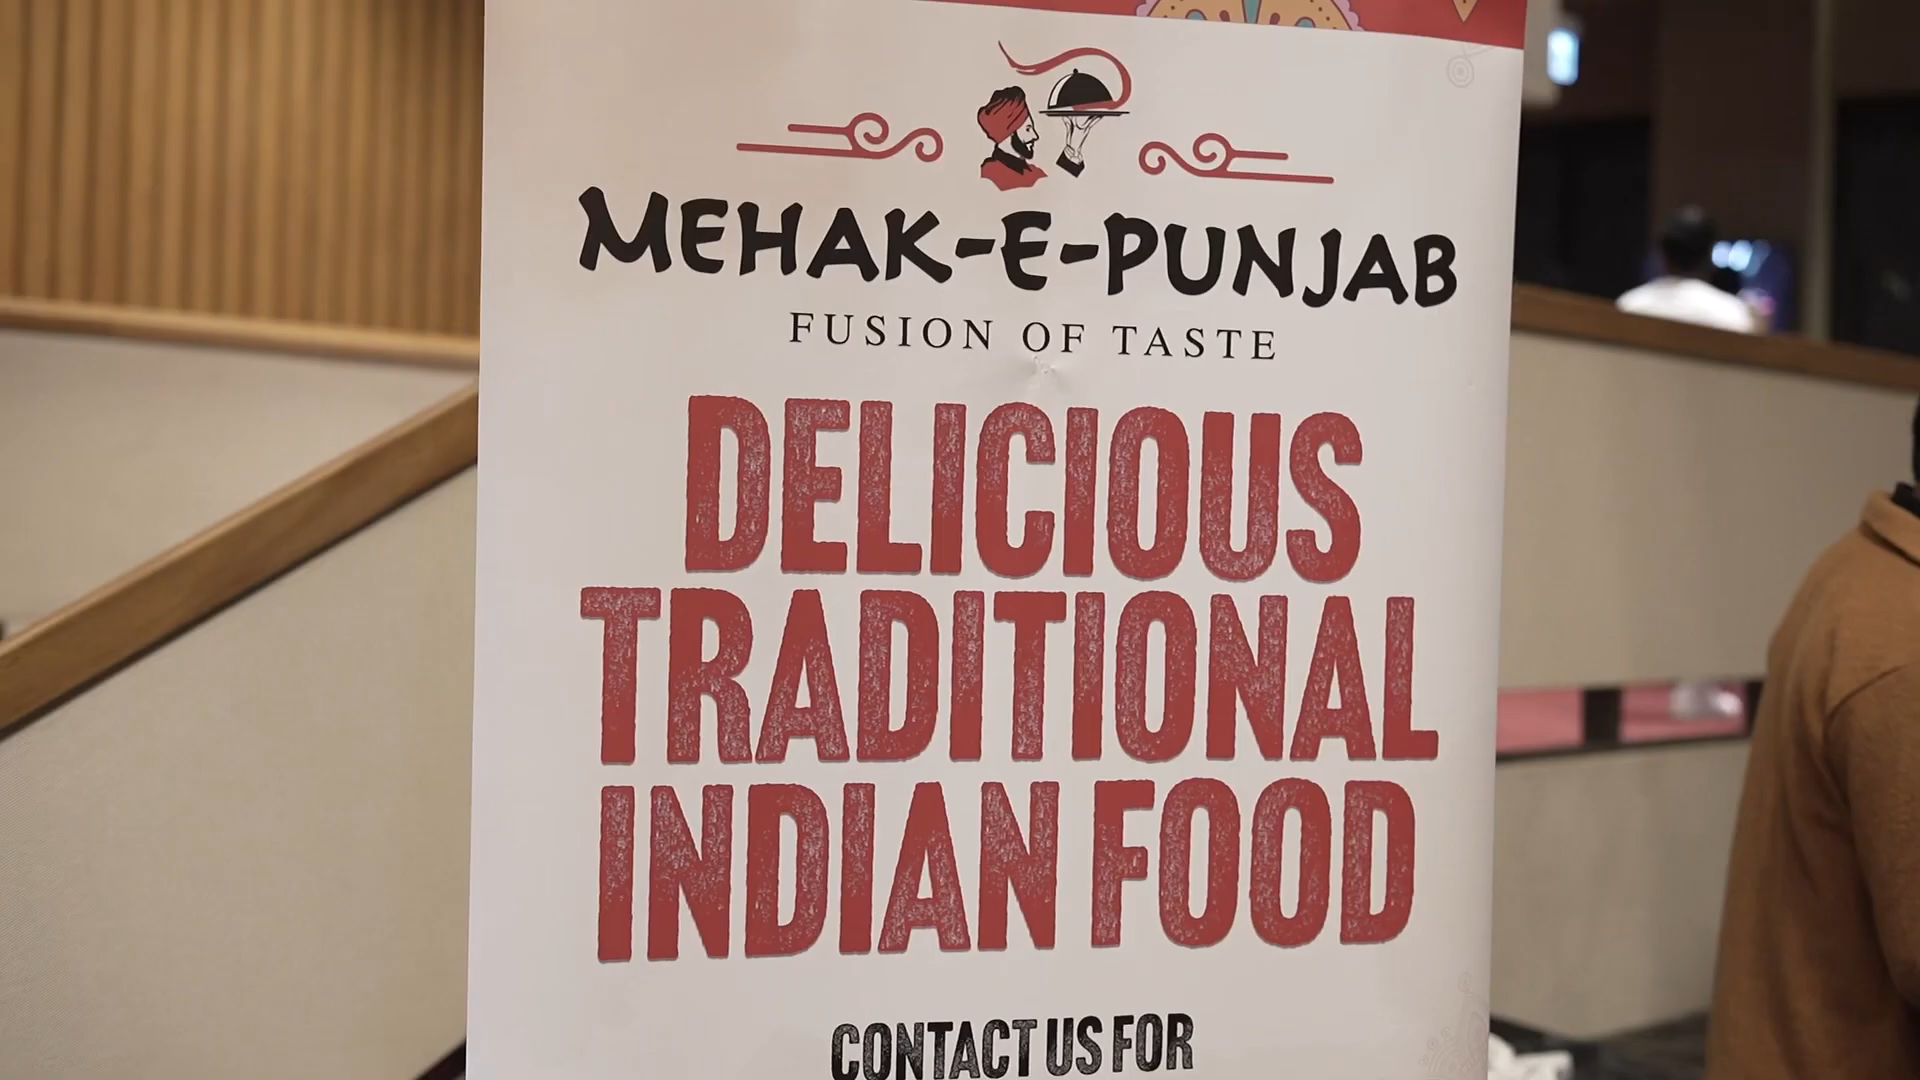 MEHAK-E-PUNJAB
FUSION OF TASTE
DELICIOUS
TRADITIONAL
INDIAN FOOD
CONTACT US FOR